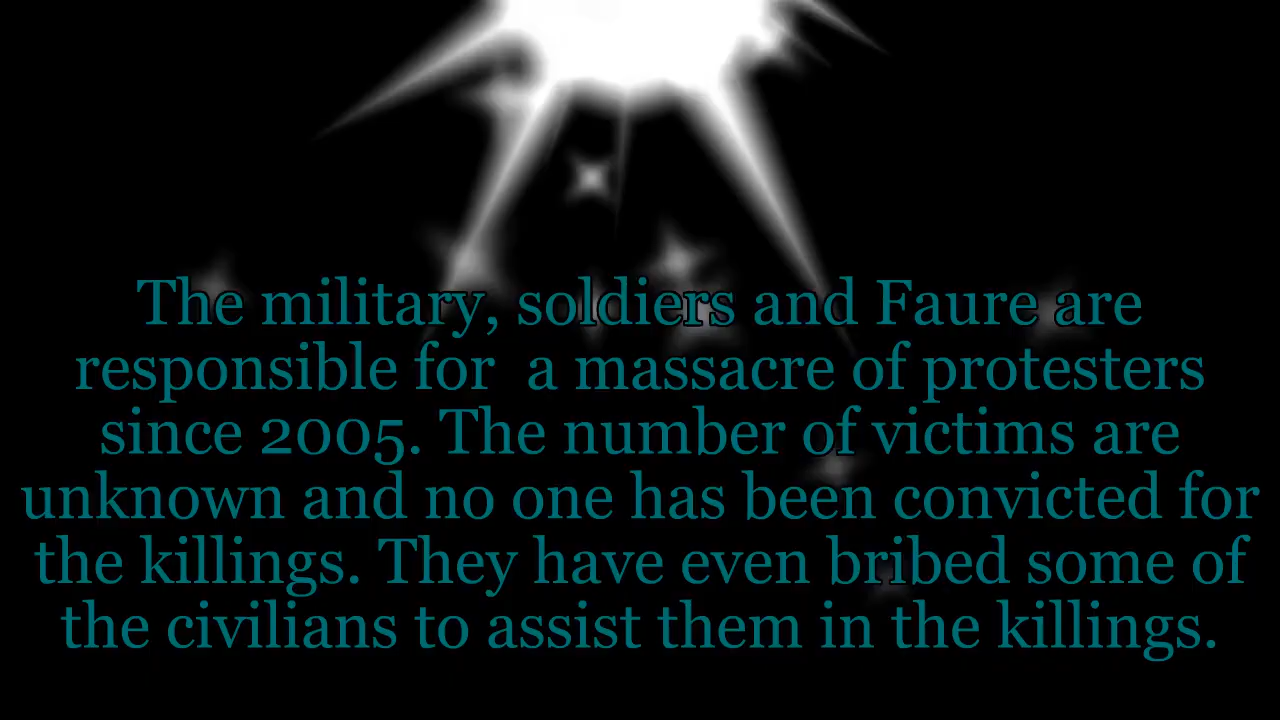 The military, soldiers and Faure are
responsible for  a massacre of protesters
since 2005. The number of victims are
unknown and no one has been convicted for
the killings. They have even bribed some of
the civilians to assist them in the killings.